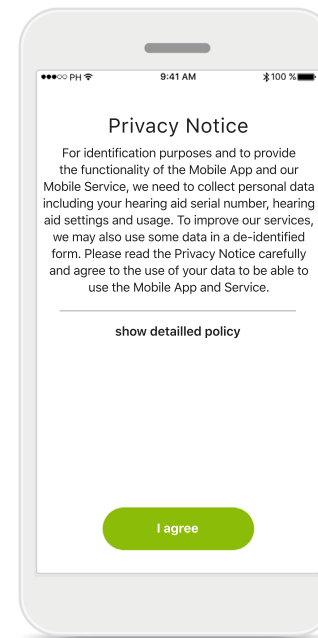 PH 9:41 AM 100 %
Privacy Notice
For identification purposes and to provide
the functionality of the Mobile App and our
Mobile Service, we need to collect personal data
including your hearing aid serial number, hearing
aid settings and usage. To improve our services,
we may also use some data in a de-identified
form. Please read the Privacy Notice carefully
and agree to the use of your data to be able to
use the Mobile App and Service.
show detailled policy
I agree